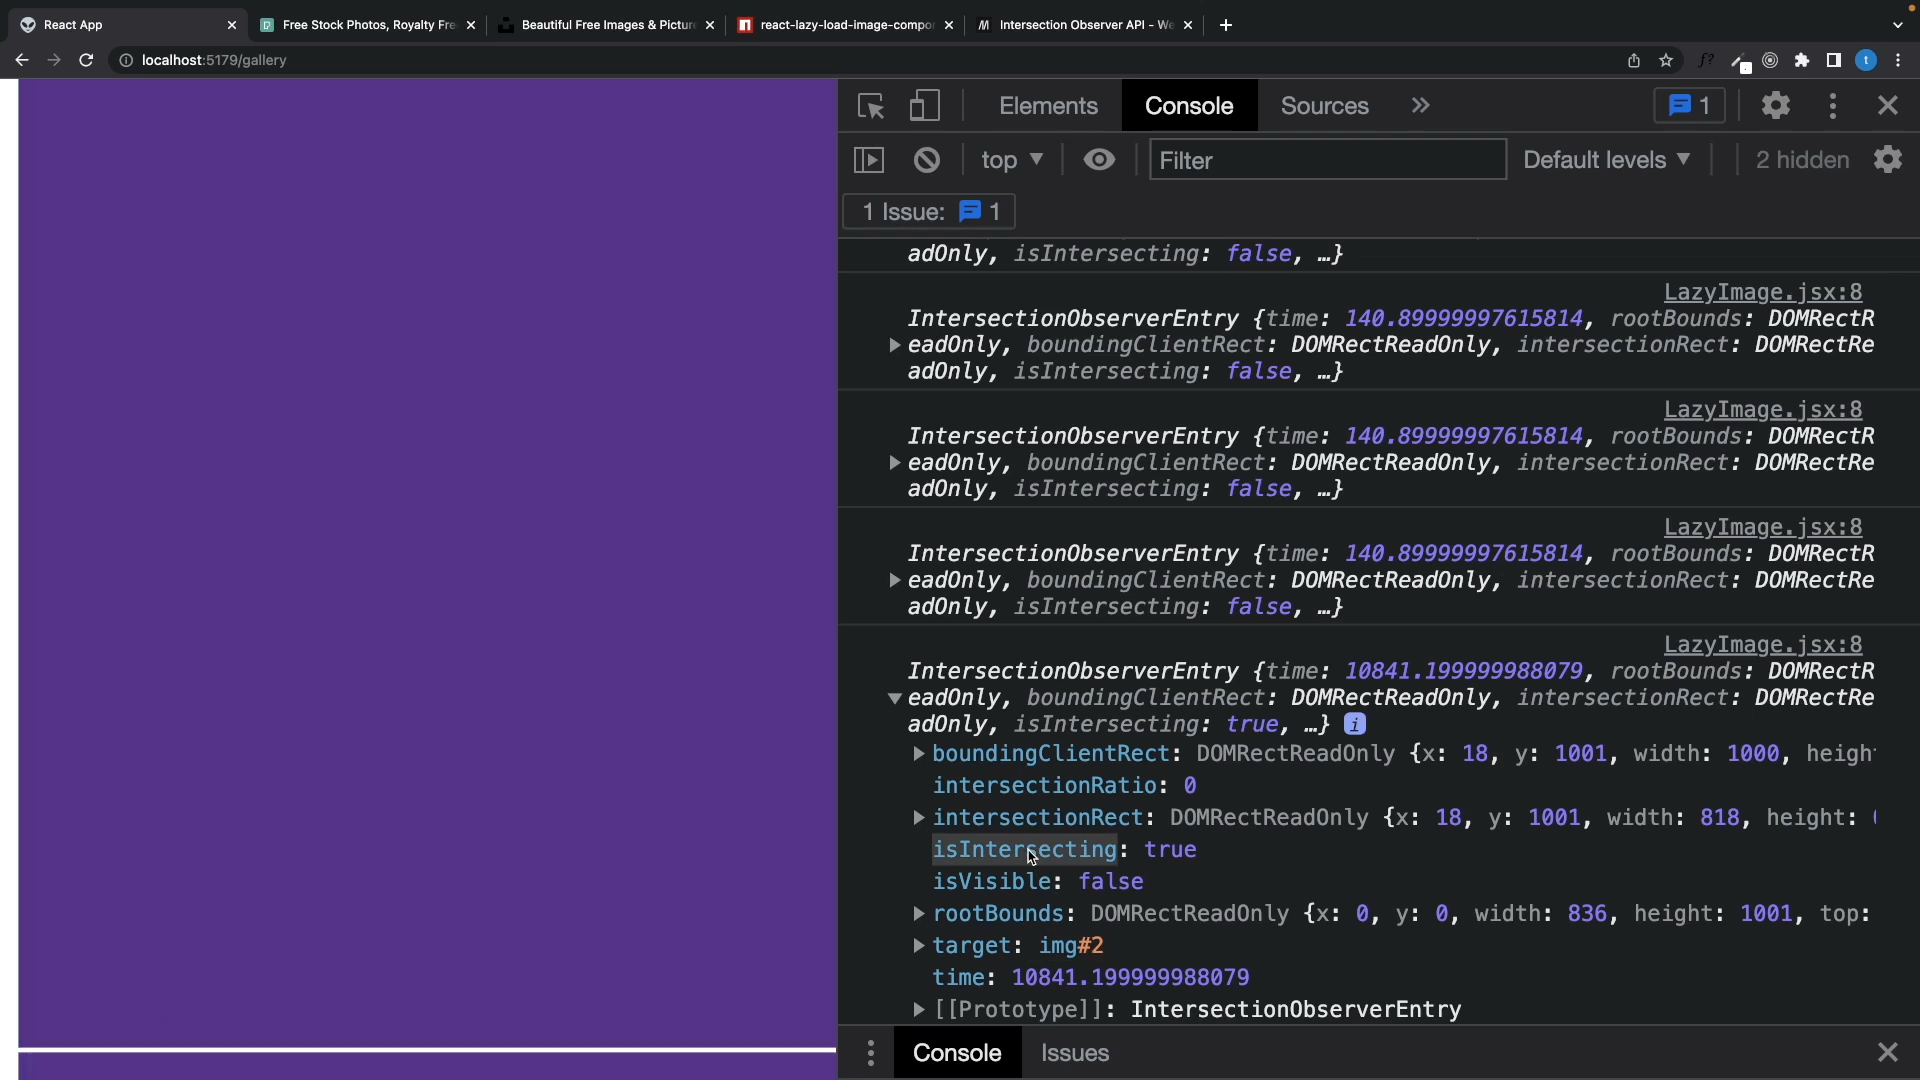 React App
Free Stock Photos, Royalty Fre
Beautiful Free Images & Picture
react-lazy-load-image-compo
Intersection Observer API - We
localhost:5179/gallery
t
Elements
Console
Sources
1
top
Filter
Default levels
2 hidden
1 Issue: 1
adOnly, isIntersecting: false, …}
LazyImage.jsx:8
IntersectionObserverEntry {time: 140.89999997615814, rootBounds: DOMRectR
eadOnly, boundingClientRect: DOMRectReadOnly, intersectionRect: DOMRectRe
adOnly, isIntersecting: false, …}
LazyImage.jsx:8
IntersectionObserverEntry {time: 140.89999997615814, rootBounds: DOMRectR
eadOnly, boundingClientRect: DOMRectReadOnly, intersectionRect: DOMRectRe
adOnly, isIntersecting: false, …}
LazyImage.jsx:8
IntersectionObserverEntry {time: 140.89999997615814, rootBounds: DOMRectR
eadOnly, boundingClientRect: DOMRectReadOnly, intersectionRect: DOMRectRe
adOnly, isIntersecting: false, …}
LazyImage.jsx:8
IntersectionObserverEntry {time: 10841.199999988079, rootBounds: DOMRectR
eadOnly, boundingClientRect: DOMRectReadOnly, intersectionRect: DOMRectRe
adOnly, isIntersecting: true, …} i
boundingClientRect: DOMRectReadOnly {x: 18, y: 1001, width: 1000, heigh
intersectionRatio: 0
intersectionRect: DOMRectReadOnly {x: 18, y: 1001, width: 818, height:
isIntersecting: true
isVisible: false
rootBounds: DOMRectReadOnly {x: 0, y: 0, width: 836, height: 1001, top:
target: img#2
time: 10841.199999988079
[[Prototype]]: IntersectionObserverEntry
Console
Issues